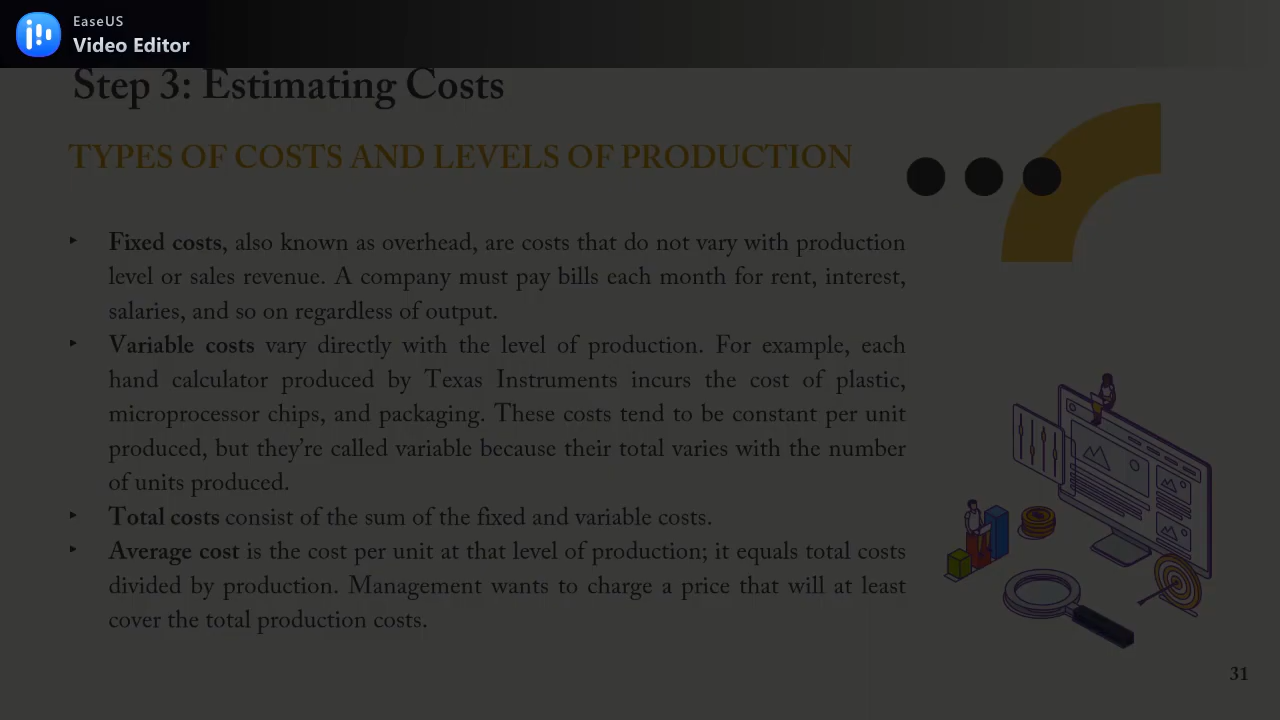 EaseUS
Video Editor
Step 3: Estimating Costs
TYPES OF COSTS AND LEVELS OF PRODUCTION
‣ Fixed costs, also known as overhead, are costs that do not vary with production
level or sales revenue. A company must pay bills each month for rent, interest,
salaries, and so on regardless of output.
‣ Variable costs vary directly with the level of production. For example, each
hand calculator produced by Texas Instruments incurs the cost of plastic,
microprocessor chips, and packaging. These costs tend to be constant per unit
produced, but they’re called variable because their total varies with the number
of units produced.
‣ Total costs consist of the sum of the fixed and variable costs.
‣ Average cost is the cost per unit at that level of production; it equals total costs
divided by production. Management wants to charge a price that will at least
cover the total production costs.
31